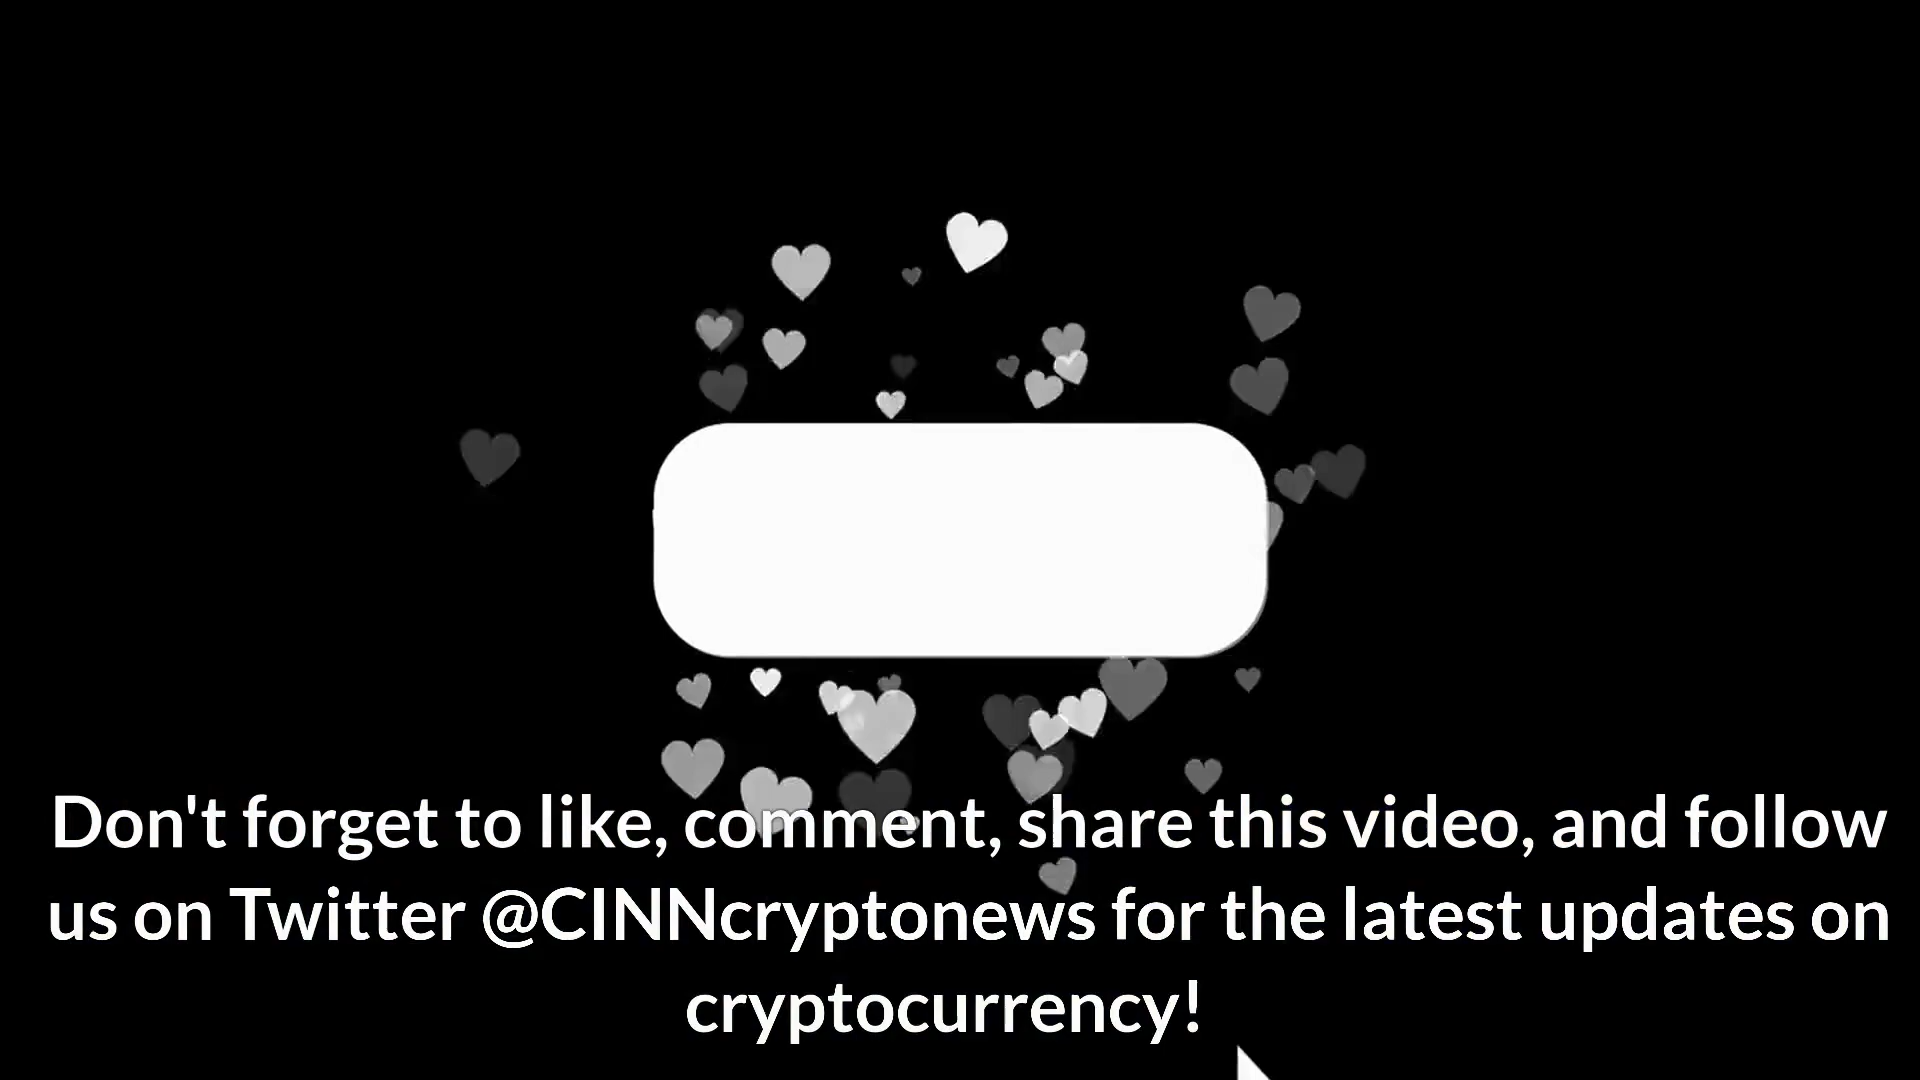 Don't forget to like, comment, share this video, and follow
us on Twitter @CINNcryptonews for the latest updates on
cryptocurrency!